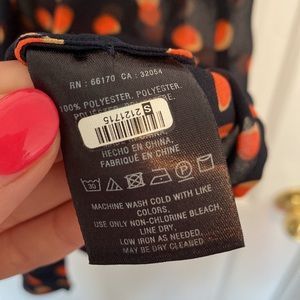 RN : 66170 CA : 32054
100% POLYESTER.
S 2121715
HECHO EN CHINA.
FABRIQUÉ EN CHINE
30
MACHINE WASH COLD WITH LIKE
COLORS.
USE ONLY NON-CHLORINE BLEACH,
LINE DRY.
LOW IRON AS NEEDED,
MAY BE DRY CLEANED